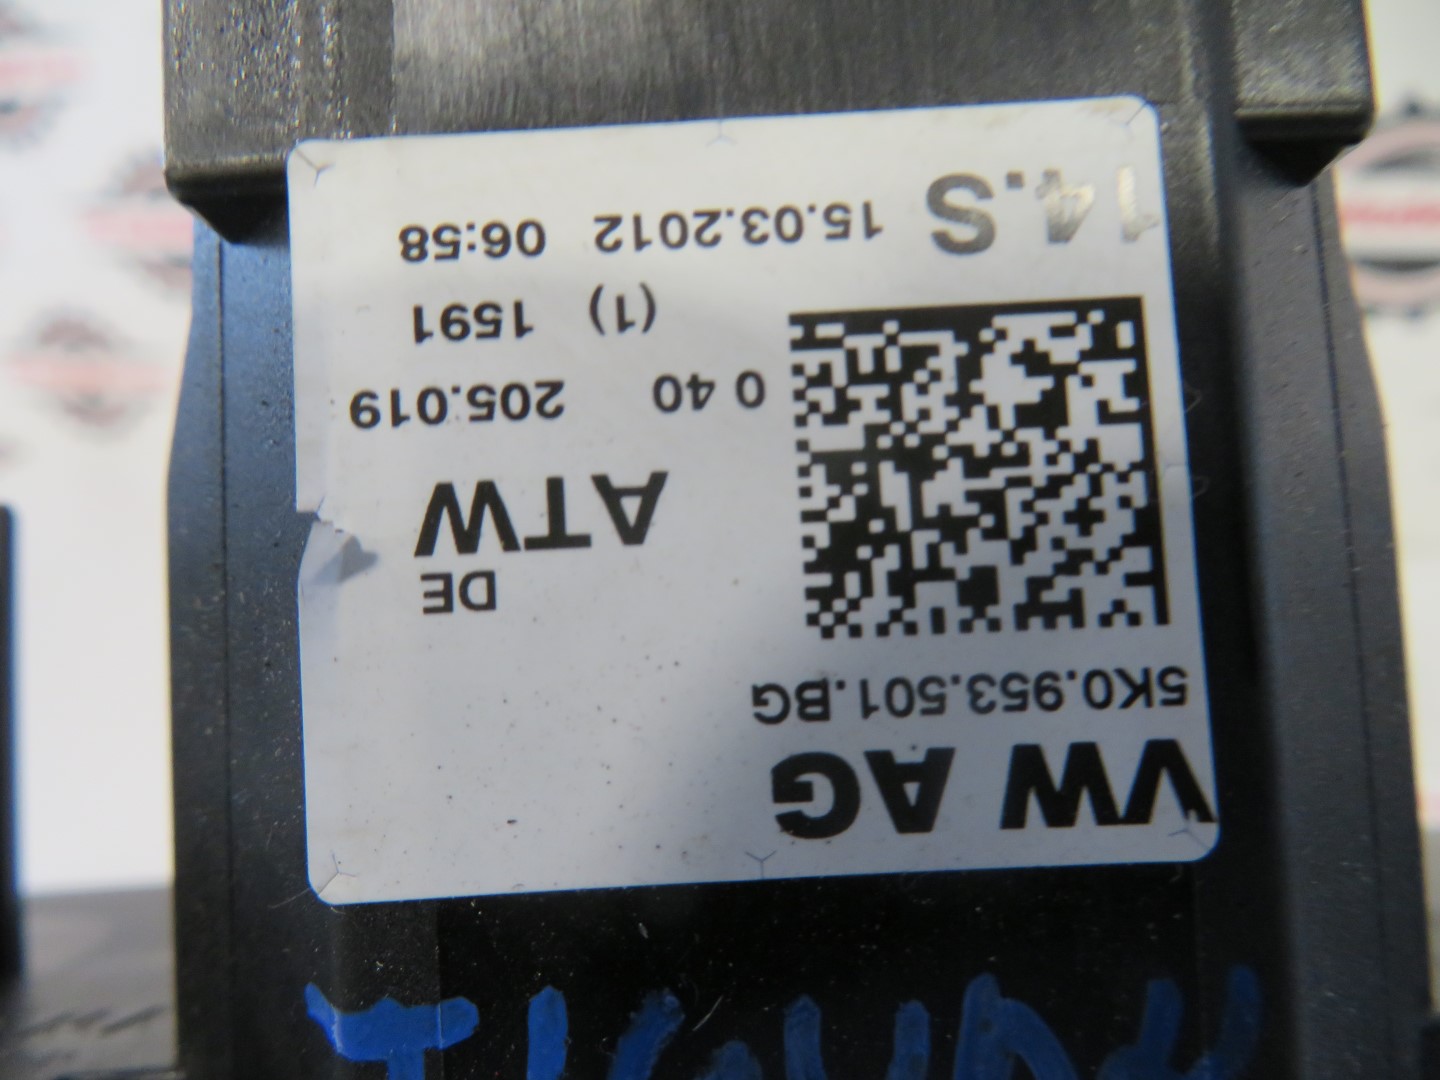 VW AG
5K0.953.501.BG
DE
ATW
0 40 205.019
(1) 1591
14.S 15.03.2012 06:58